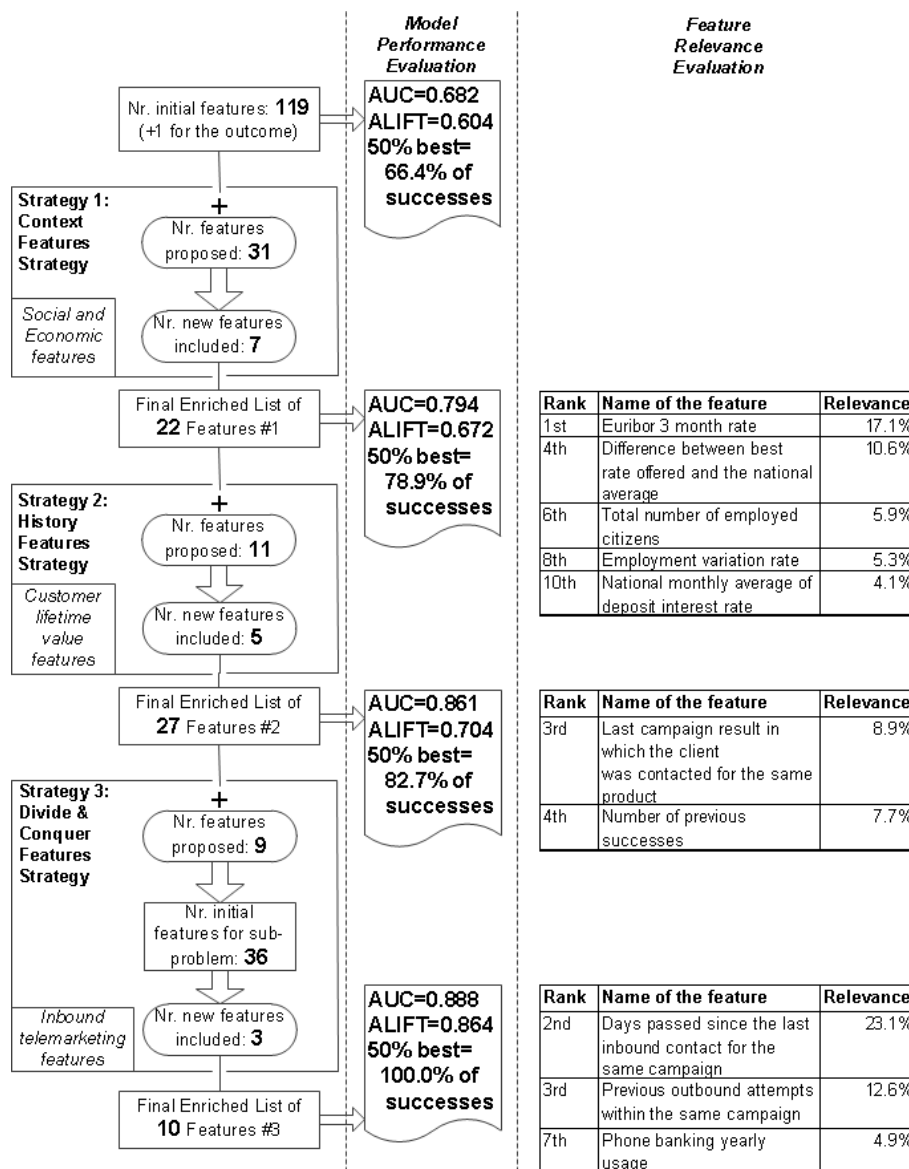 Model
Performance
Evaluation
Feature
Relevance
Evaluation
Nr. initial features: 119
(+1 for the outcome)
AUC=0.682
ALIFT=0.604
50% best=
66.4% of
successes
Strategy 1:
Context
Features
Strategy
+
Nr. features
proposed: 31
Social and
Economic
features
Nr. new features
included: 7
Final Enriched List of
22 Features #1
AUC=0.794
ALIFT=0.672
50% best=
78.9% of
successes
Rank Name of the feature Relevance
1st Euribor 3 month rate 17.1%
4th Difference between best 10.6%
rate offered and the national
average
6th Total number of employed 5.9%
citizens
8th Employment variation rate 5.3%
10th National monthly average of 4.1%
deposit interest rate
Strategy 2:
History
Features
Strategy
+
Nr. features
proposed: 11
Customer
lifetime
value
features
Nr. new features
included: 5
Final Enriched List of
27 Features #2
AUC=0.861
ALIFT=0.704
50% best=
82.7% of
successes
Rank Name of the feature Relevance
3rd Last campaign result in 8.9%
which the client
was contacted for the same
product
4th Number of previous 7.7%
successes
Strategy 3:
Divide &
Conquer
Features
Strategy
+
Nr. features
proposed: 9
Nr. initial
features for sub-
problem: 36
Inbound
telemarketing
features
Nr. new features
included: 3
Final Enriched List of
10 Features #3
AUC=0.888
ALIFT=0.864
50% best=
100.0% of
successes
Rank Name of the feature Relevance
2nd Days passed since the last 23.1%
inbound contact for the
same campaign
3rd Previous outbound attempts 12.6%
within the same campaign
7th Phone banking yearly 4.9%
usage